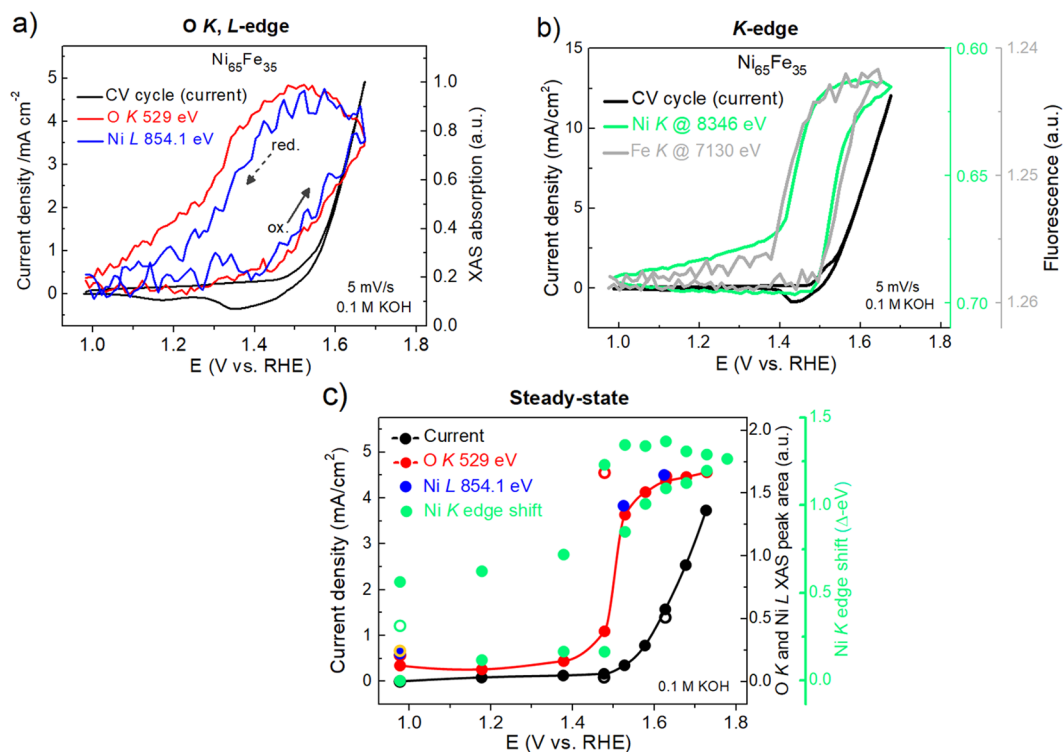 a)
O K, L-edge
Ni65Fe35
CV cycle (current)
O K 529 eV
Ni L 854.1 eV
red.
ox.
5 mV/s
0.1 M KOH
Current density /mA cm-2
5
4
3
2
1
0
1.0
0.8
0.6
0.4
0.2
0.0
XAS absorption (a.u.)
1.0 1.2 1.4 1.6 1.8
E (V vs. RHE)
b)
K-edge
Ni65Fe35
CV cycle (current)
Ni K @ 8346 eV
Fe K @ 7130 eV
5 mV/s
0.1 M KOH
Current density (mA/cm2)
15
10
5
0
0.60
0.65
0.70
1.24
1.25
1.26
Fluorescence (a.u.)
1.0 1.2 1.4 1.6 1.8
E (V vs. RHE)
c)
Steady-state
Current
O K 529 eV
Ni L 854.1 eV
Ni K edge shift
0.1 M KOH
Current density (mA/cm2)
5
4
3
2
1
0
2.0
1.5
1.0
0.5
0.0
O K and Ni L XAS peak area (a.u.)
1.5
1.0
0.5
0.0
Ni K edge shift (Δ-eV)
1.0 1.2 1.4 1.6 1.8
E (V vs. RHE)